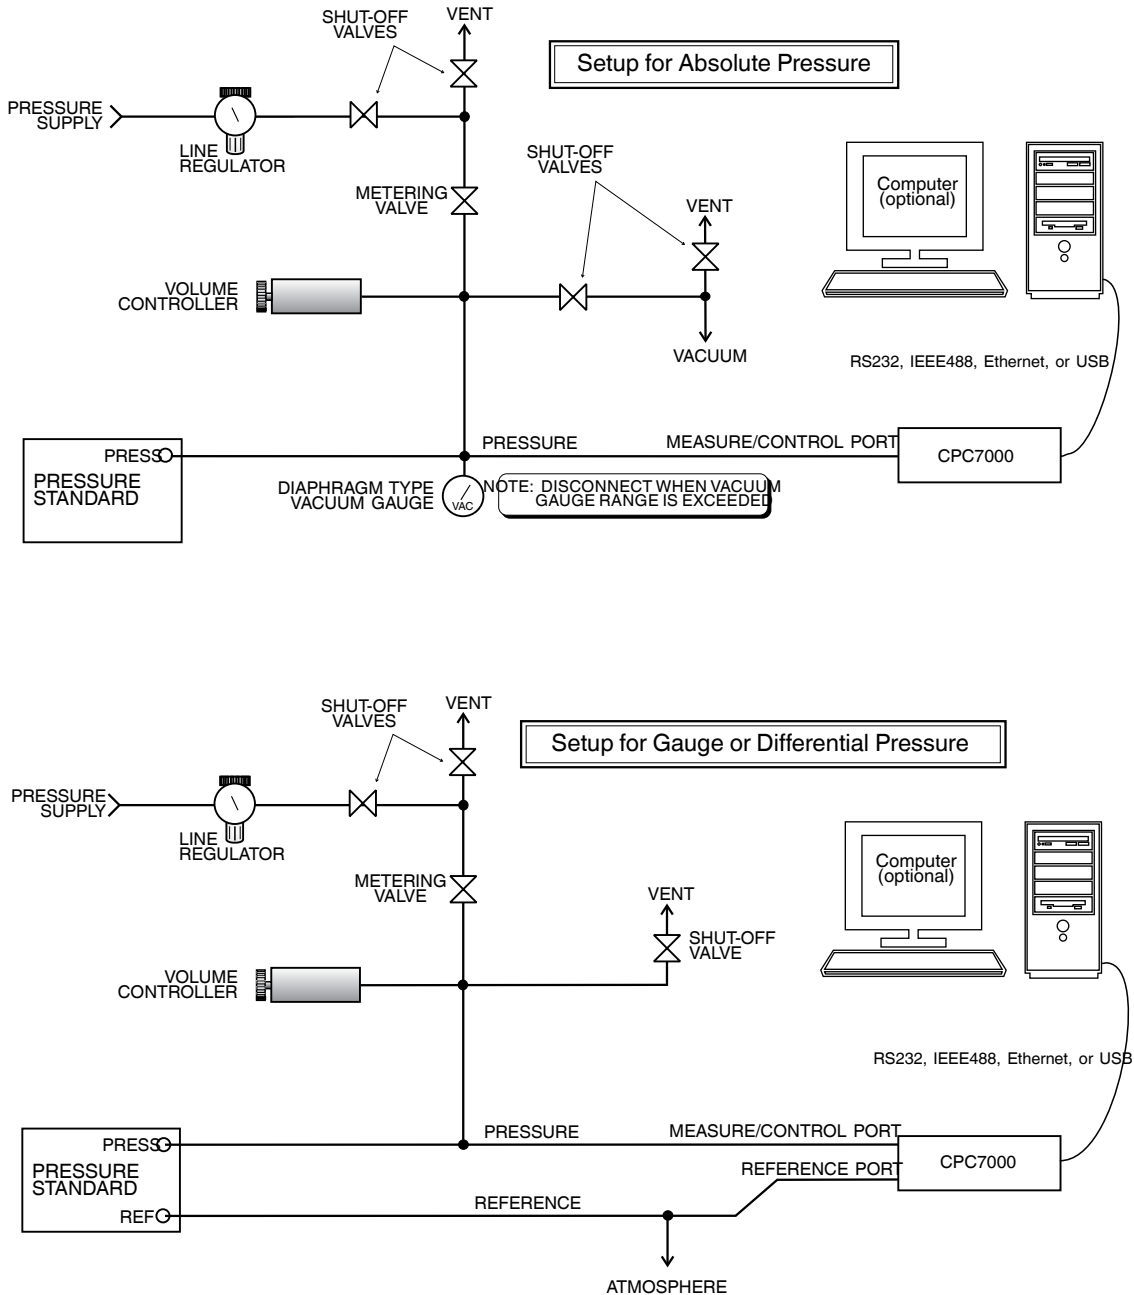 SHUT-OFF
VALVES
VENT
Setup for Absolute Pressure
PRESSURE
SUPPLY
LINE
REGULATOR
METERING
VALVE
SHUT-OFF
VALVES
VENT
Computer
(optional)
VOLUME
CONTROLLER
VACUUM
RS232, IEEE488, Ethernet, or USB
PRESS
PRESSURE
STANDARD
PRESSURE
MEASURE/CONTROL PORT
CPC7000
DIAPHRAGM TYPE
VACUUM GAUGE
VAC
NOTE: DISCONNECT WHEN VACUUM
GAUGE RANGE IS EXCEEDED
SHUT-OFF
VALVES
VENT
Setup for Gauge or Differential Pressure
PRESSURE
SUPPLY
LINE
REGULATOR
METERING
VALVE
VENT
SHUT-OFF
VALVE
Computer
(optional)
VOLUME
CONTROLLER
RS232, IEEE488, Ethernet, or USB
PRESS
PRESSURE
STANDARD
REF
PRESSURE
MEASURE/CONTROL PORT
REFERENCE PORT
CPC7000
REFERENCE
ATMOSPHERE